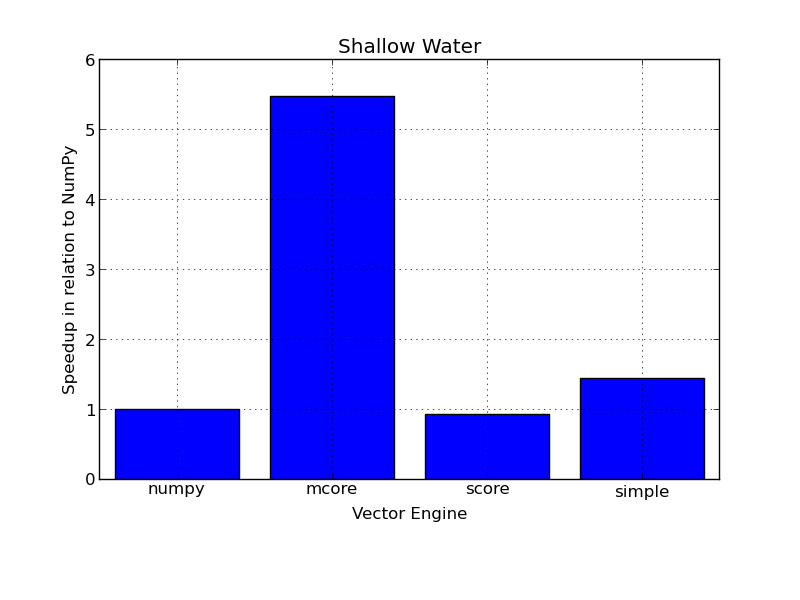 Shallow Water
6
5
4
3
2
1
0
Speedup in relation to NumPy
numpy mcore score simple
Vector Engine